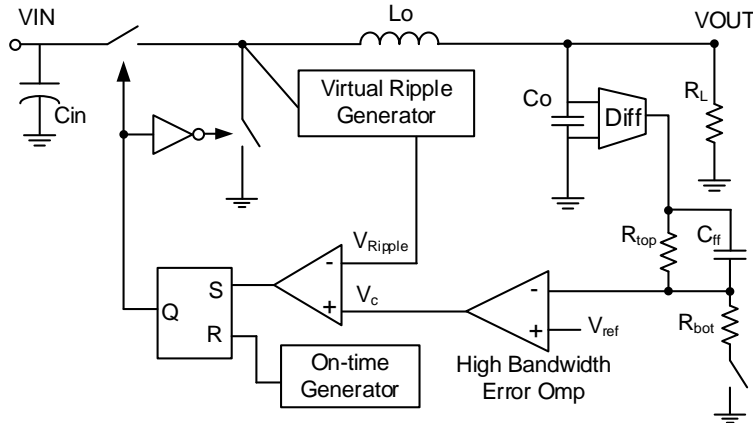 VIN
Lo
VOUT
Cin
Virtual Ripple
Generator
Co
Diff
RL
VRipple
Rtop
Cff
S
Q
R
-
+
Vc
-
+
Vref
Rbot
On-time
Generator
High Bandwidth
Error Omp